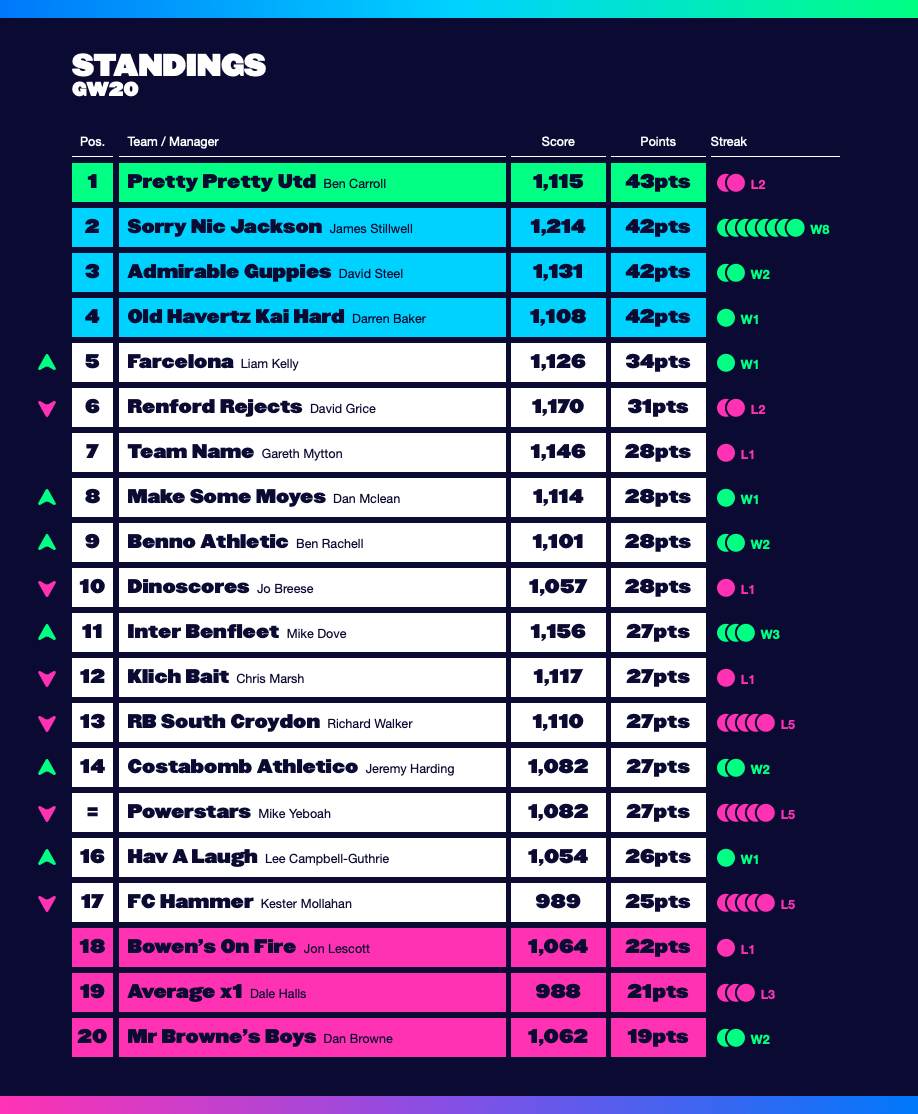 STANDINGS
GW20
Pos. Team / Manager Score Points Streak
1 Pretty Pretty Utd Ben Carroll 1,115 43pts L2
2 Sorry Nic Jackson James Stillwell 1,214 42pts W8
3 Admirable Guppies David Steel 1,131 42pts W2
4 Old Havertz Kai Hard Darren Baker 1,108 42pts W1
5 Farcelona Liam Kelly 1,126 34pts W1
6 Renford Rejects David Grice 1,170 31pts L2
7 Team Name Gareth Mytton 1,146 28pts L1
8 Make Some Moyes Dan Mclean 1,114 28pts W1
9 Benno Athletic Ben Rachell 1,101 28pts W2
10 Dinoscores Jo Breese 1,057 28pts L1
11 Inter Benfleet Mike Dove 1,156 27pts W3
12 Klich Bait Chris Marsh 1,117 27pts L1
13 RB South Croydon Richard Walker 1,110 27pts L5
14 Costabomb Athletico Jeremy Harding 1,082 27pts W2
= Powerstars Mike Yeboah 1,082 27pts L5
16 Hav A Laugh Lee Campbell-Guthrie 1,054 26pts W1
17 FC Hammer Kester Mollahan 989 25pts L5
18 Bowen's On Fire Jon Lescott 1,064 22pts L1
19 Average x1 Dale Halls 988 21pts L3
20 Mr Browne's Boys Dan Browne 1,062 19pts W2